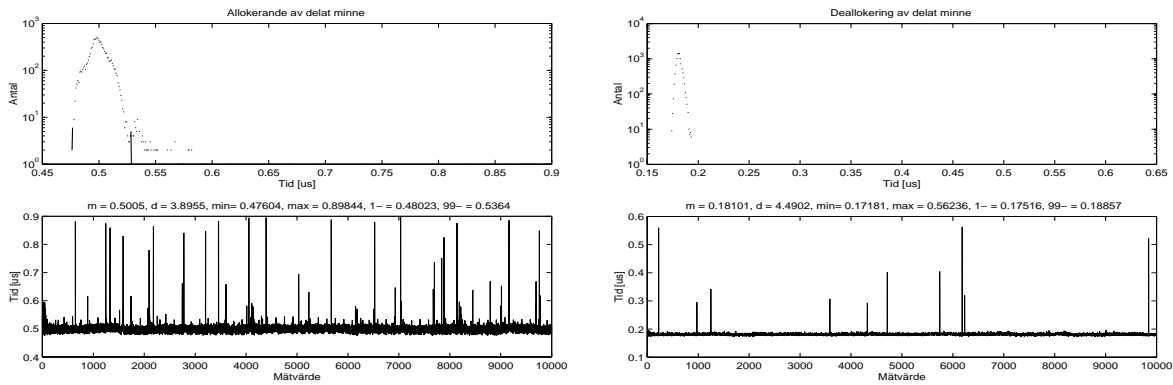 Allokerande av delat minne
10^3
10^2
10^1
10^0
Antal
0.45 0.5 0.55 0.6 0.65 0.7 0.75 0.8 0.85 0.9
Tid [us]
m = 0.5005, d = 3.8955, min= 0.47604, max = 0.89844, 1− = 0.48023, 99− = 0.5364
0.9
0.8
0.7
0.6
0.5
0.4
Tid [us]
0 1000 2000 3000 4000 5000 6000 7000 8000 9000 10000
Mätvärde
Deallokering av delat minne
10^4
10^3
10^2
10^1
10^0
Antal
0.15 0.2 0.25 0.3 0.35 0.4 0.45 0.5 0.55 0.6 0.65
Tid [us]
m = 0.18101, d = 4.4902, min= 0.17181, max = 0.56236, 1− = 0.17516, 99− = 0.18857
0.6
0.5
0.4
0.3
0.2
0.1
Tid [us]
0 1000 2000 3000 4000 5000 6000 7000 8000 9000 10000
Mätvärde